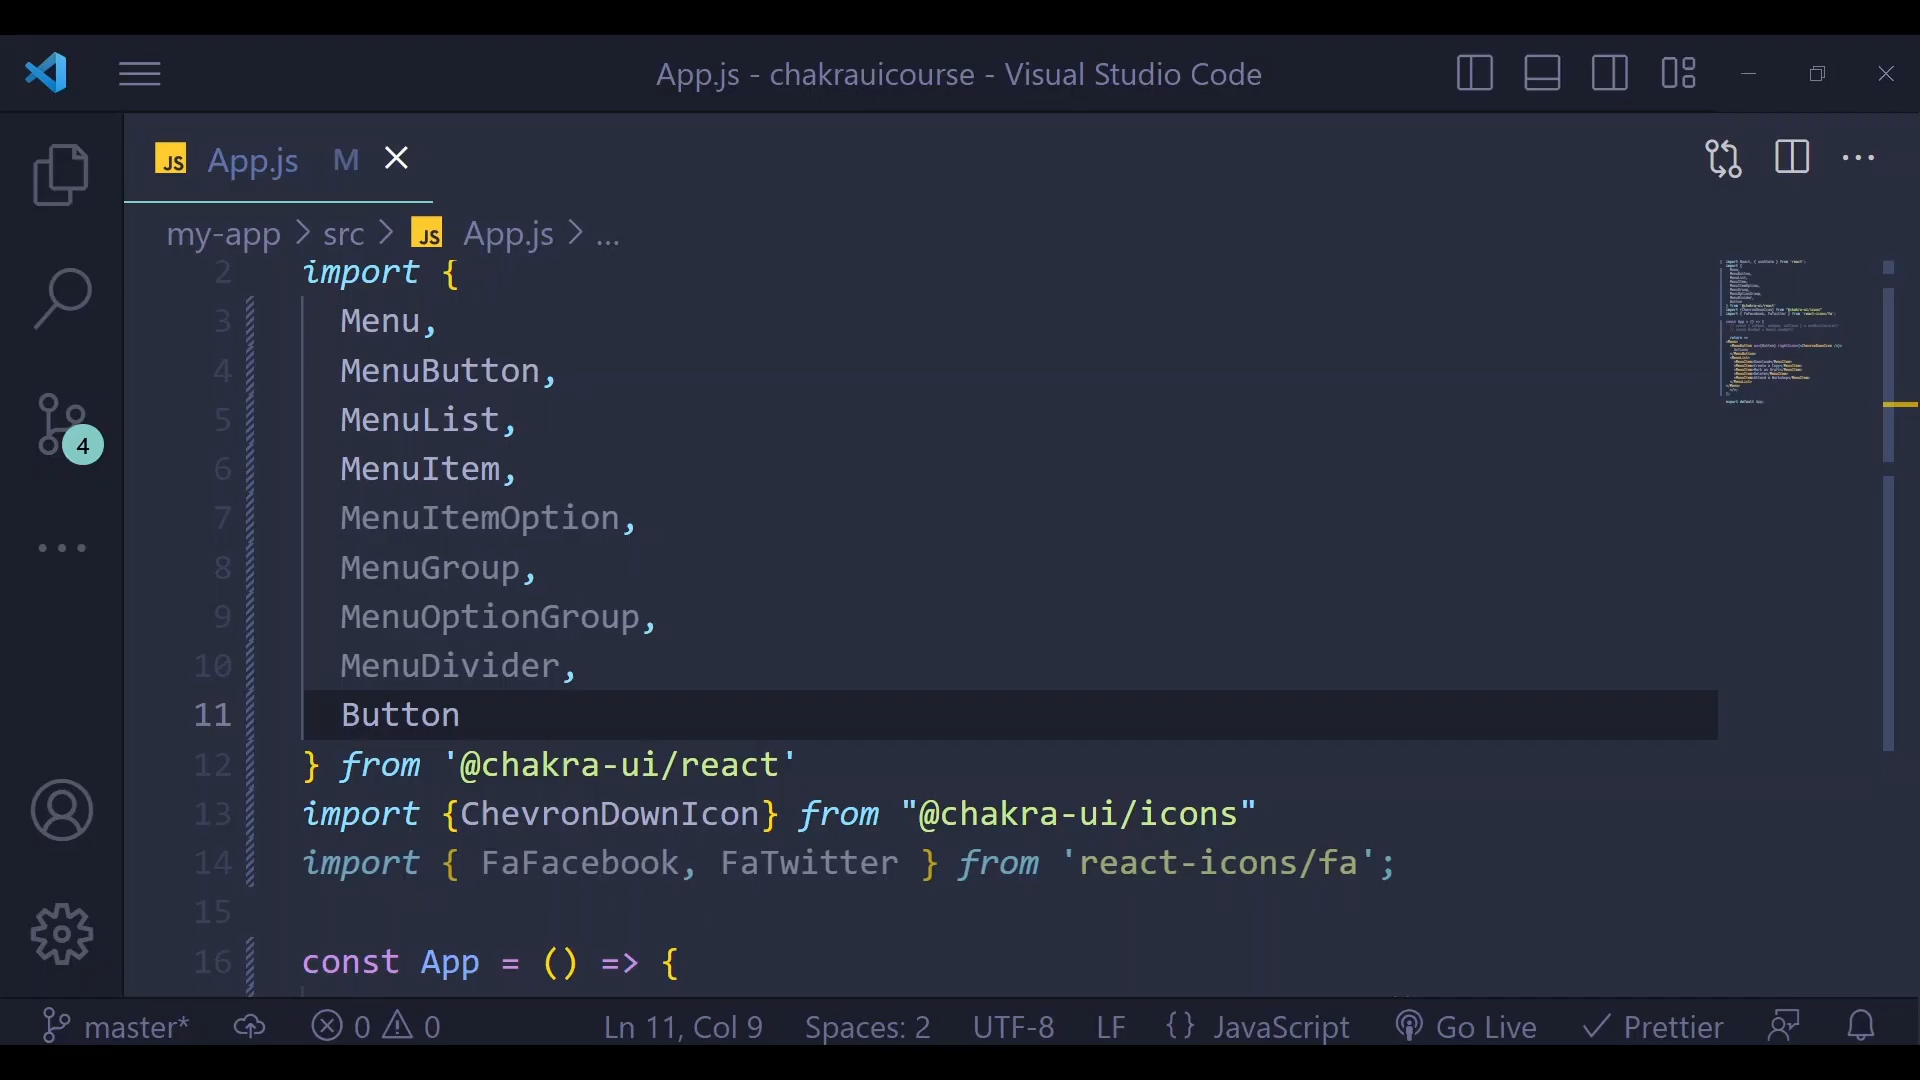 App.js - chakrauicourse - Visual Studio Code
JS App.js M
my-app > src > JS App.js > ...
2 import {
3 Menu,
4 MenuButton,
5 MenuList,
6 MenuItem,
7 MenuItemOption,
8 MenuGroup,
9 MenuOptionGroup,
10 MenuDivider,
11 Button
12 } from '@chakra-ui/react'
13 import {ChevronDownIcon} from "@chakra-ui/icons"
14 import { FaFacebook, FaTwitter } from 'react-icons/fa';
15
16 const App = () => {
4
master* 0 0 Ln 11, Col 9 Spaces: 2 UTF-8 LF {} JavaScript Go Live Prettier